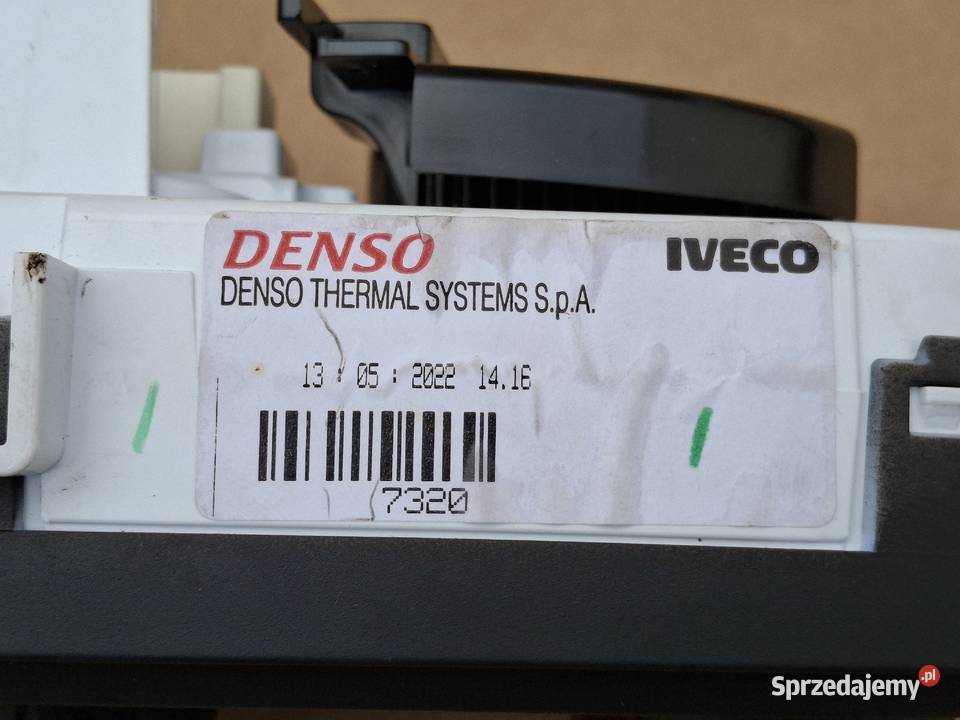 DENSO IVECO
DENSO THERMAL SYSTEMS S.p.A.
13 : 05 : 2022 14.16
7320
Sprzedajemy.pl